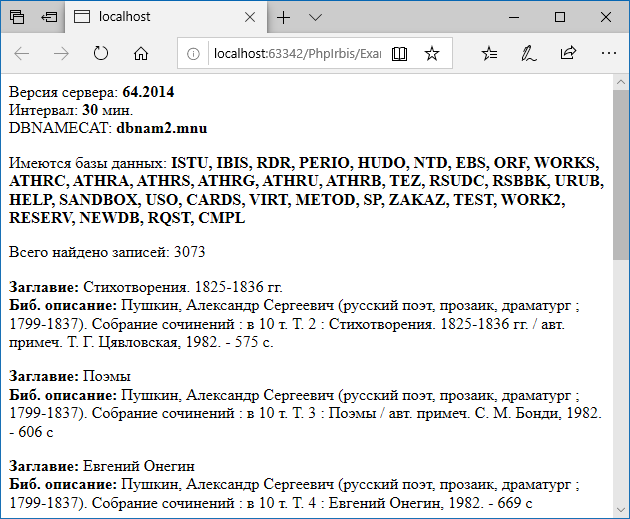 localhost
localhost:63342/PhpIrbis/Exar
Версия сервера: 64.2014
Интервал: 30 мин.
DBNAMECAT: dbnam2.mnu
Имеются базы данных: ISTU, IBIS, RDR, PERIO, HUDO, NTD, EBS, ORF, WORKS,
ATHRC, ATHRA, ATHRS, ATHRG, ATHRU, ATHRB, TEZ, RSUDC, RSBBK, URUB,
HELP, SANDBOX, USO, CARDS, VIRT, METOD, SP, ZAKAZ, TEST, WORK2,
RESERV, NEWDB, RQST, CMPL
Всего найдено записей: 3073
Заглавие: Стихотворения. 1825-1836 гг.
Биб. описание: Пушкин, Александр Сергеевич (русский поэт, прозаик, драматург ;
1799-1837). Собрание сочинений : в 10 т. Т. 2 : Стихотворения. 1825-1836 гг. / авт.
примеч. Т. Г. Цявловская, 1982. - 575 с.
Заглавие: Поэмы
Биб. описание: Пушкин, Александр Сергеевич (русский поэт, прозаик, драматург ;
1799-1837). Собрание сочинений : в 10 т. Т. 3 : Поэмы / авт. примеч. С. М. Бонди, 1982.
- 606 с
Заглавие: Евгений Онегин
Биб. описание: Пушкин, Александр Сергеевич (русский поэт, прозаик, драматург ;
1799-1837). Собрание сочинений : в 10 т. Т. 4 : Евгений Онегин, 1982. - 669 с